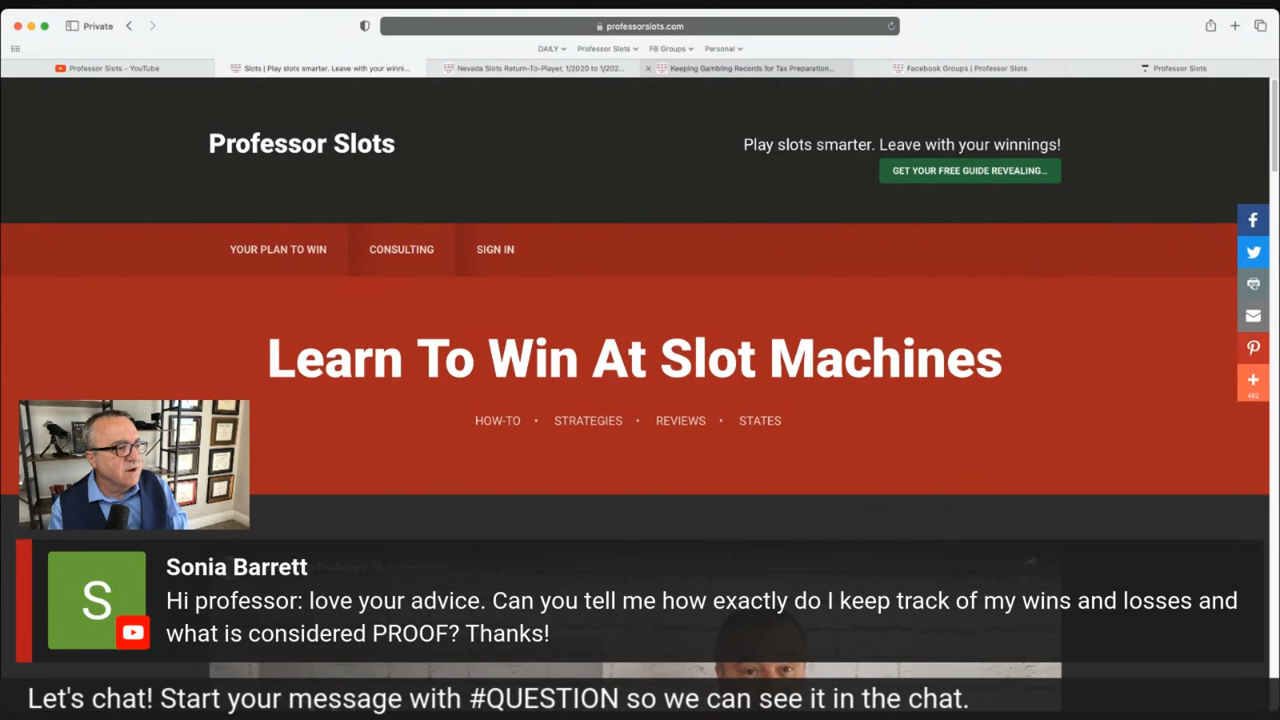 Private
professorslots.com
DAILY
Professor Slots
FB Groups
Personal
Professor Slots - YouTube
Slots | Play slots smarter. Leave with your winni...
Nevada Slots Return-To-Player, 1/2020 to 1/202...
Keeping Gambling Records for Tax Preparation...
Facebook Groups | Professor Slots
Professor Slots
Professor Slots
Play slots smarter. Leave with your winnings!
GET YOUR FREE GUIDE REVEALING...
YOUR PLAN TO WIN
CONSULTING
SIGN IN
Learn To Win At Slot Machines
HOW-TO • STRATEGIES • REVIEWS • STATES
482
S
Sonia Barrett
Hi professor: love your advice. Can you tell me how exactly do I keep track of my wins and losses and
what is considered PROOF? Thanks!
Let's chat! Start your message with #QUESTION so we can see it in the chat.